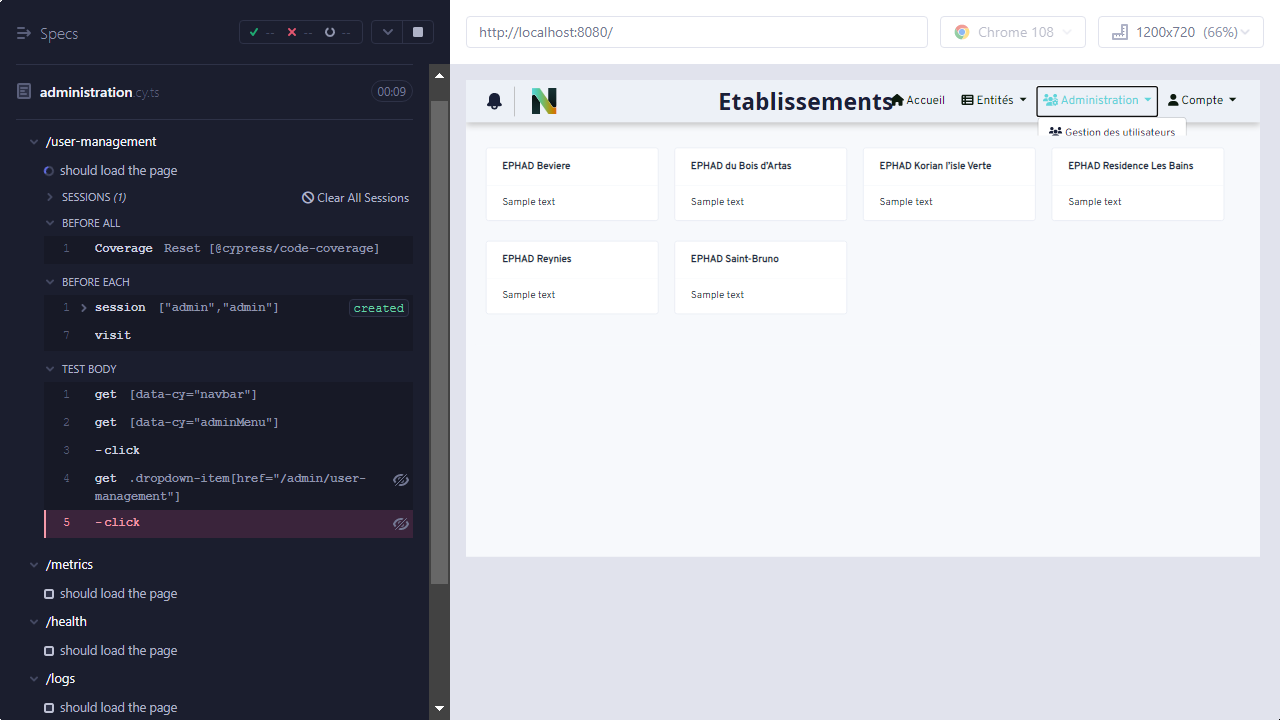 Specs
-- -- --
administration.cy.ts 00:09
/user-management
should load the page
SESSIONS (1) Clear All Sessions
BEFORE ALL
1 Coverage Reset [@cypress/code-coverage]
BEFORE EACH
1 session ["admin","admin"] created
7 visit
TEST BODY
1 get [data-cy="navbar"]
2 get [data-cy="adminMenu"]
3 -click
4 get .dropdown-item[href="/admin/user-
management"]
5 -click
/metrics
should load the page
/health
should load the page
/logs
should load the page
http://localhost:8080/ Chrome 108 1200x720 (66%)
Etablissements Accueil Entités Administration Compte
Gestion des utilisateurs
EPHAD Beviere EPHAD du Bois d'Artas EPHAD Korian l'isle Verte EPHAD Residence Les Bains
Sample text Sample text Sample text Sample text
EPHAD Reynies EPHAD Saint-Bruno
Sample text Sample text